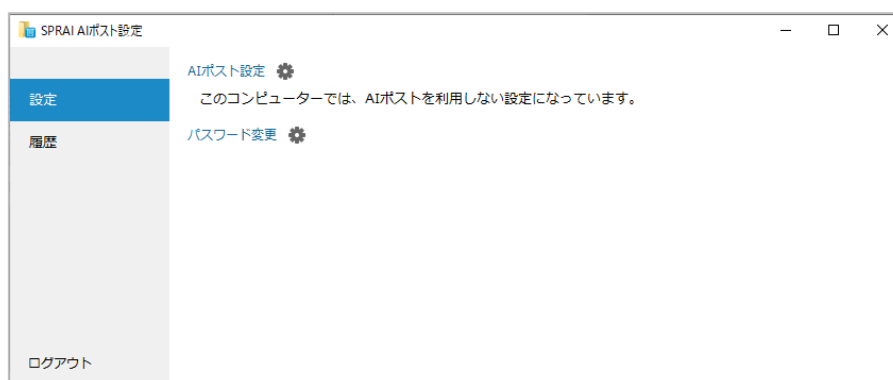 SPRAI AIポスト設定
設定
履歴
ログアウト
AIポスト設定
このコンピューターでは、AIポストを利用しない設定になっています。
パスワード変更